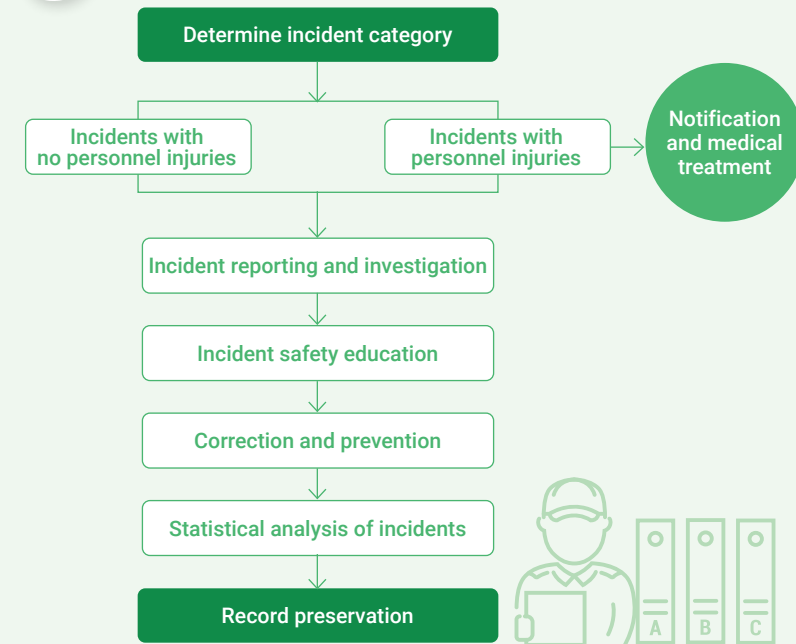 Determine incident category
Incidents with
no personnel injuries
Incidents with
personnel injuries
Notification
and medical
treatment
Incident reporting and investigation
Incident safety education
Correction and prevention
Statistical analysis of incidents
Record preservation
A
B
C